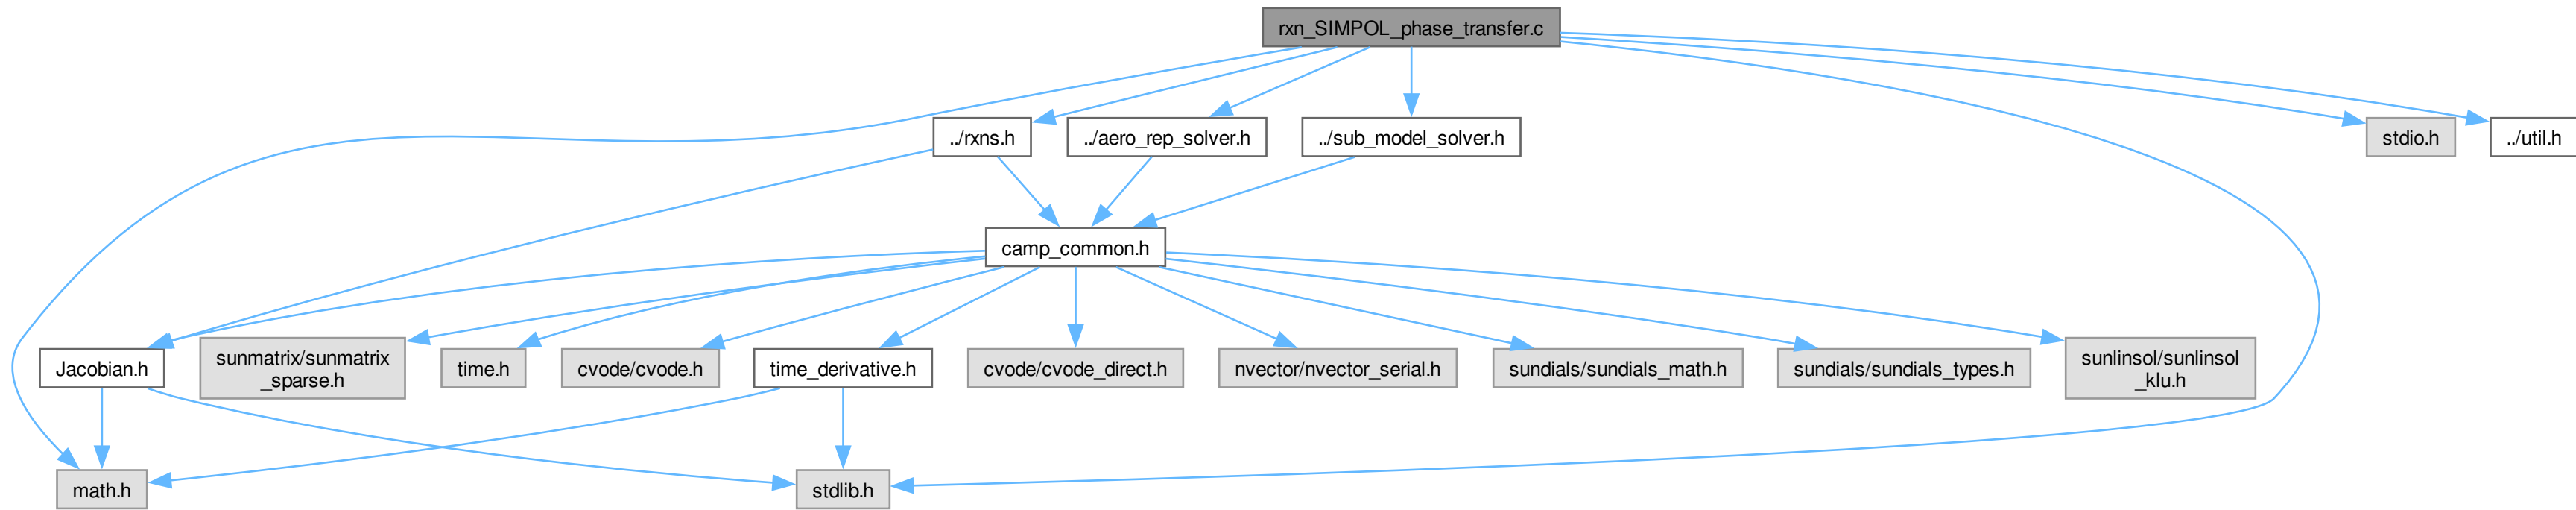 rxn_SIMPOL_phase_transfer.c
../rxns.h
../aero_rep_solver.h
../sub_model_solver.h
stdio.h
../util.h
camp_common.h
Jacobian.h
sunmatrix/sunmatrix
_sparse.h
time.h
cvode/cvode.h
time_derivative.h
cvode/cvode_direct.h
nvector/nvector_serial.h
sundials/sundials_math.h
sundials/sundials_types.h
sunlinsol/sunlinsol
_klu.h
math.h
stdlib.h